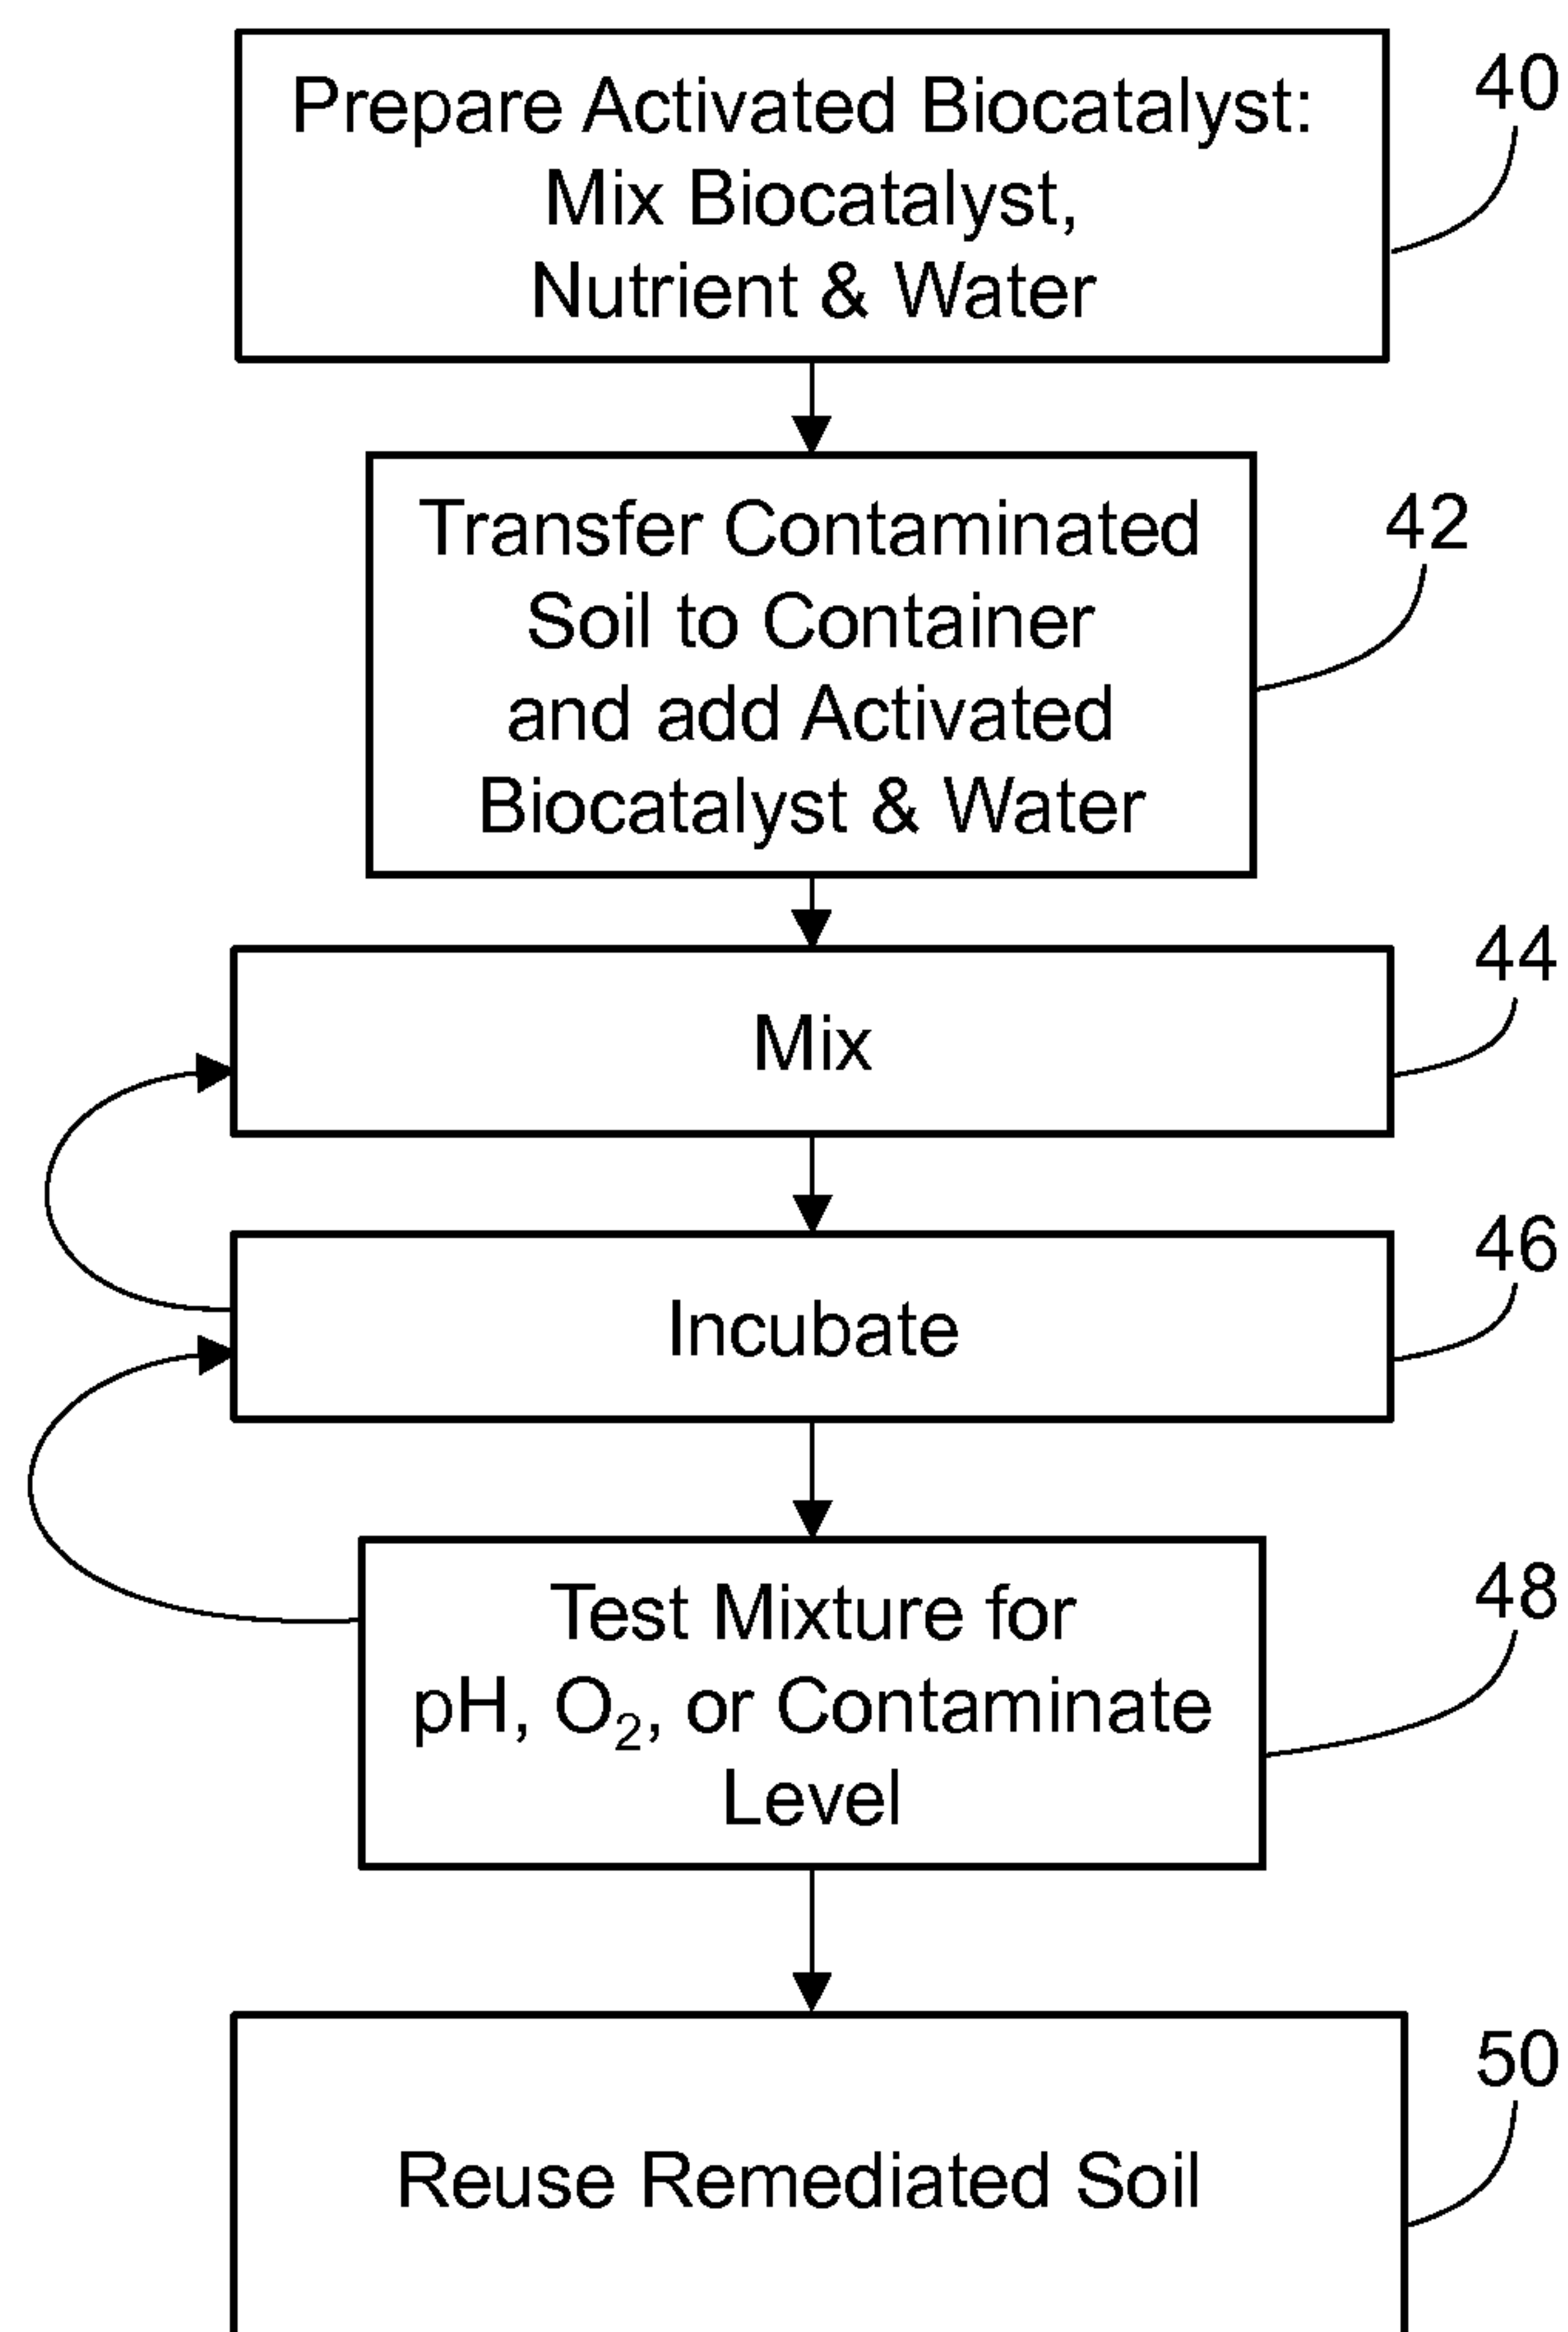 Prepare Activated Biocatalyst:
Mix Biocatalyst,
Nutrient & Water
40
Transfer Contaminated
Soil to Container
and add Activated
Biocatalyst & Water
42
Mix
44
Incubate
46
Test Mixture for
pH, O₂, or Contaminate
Level
48
Reuse Remediated Soil
50